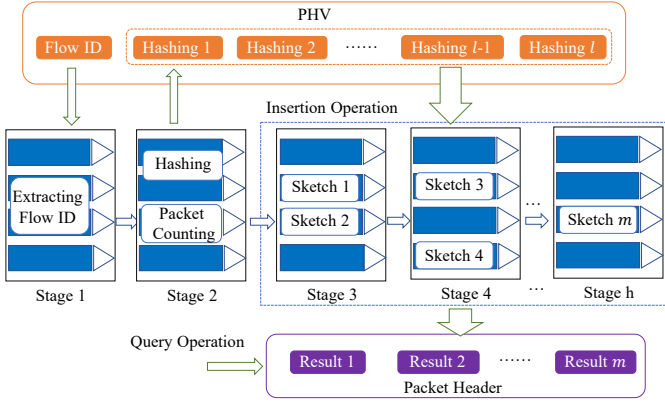 PHV
Flow ID Hashing 1 Hashing 2 ...... Hashing l-1 Hashing l
Insertion Operation
Hashing
Extracting
Flow ID
Packet
Counting
Sketch 1
Sketch 2
Sketch 3
Sketch 4
...
Sketch m
Stage 1 Stage 2 Stage 3 Stage 4 ... Stage h
Query Operation
Result 1 Result 2 ...... Result m
Packet Header